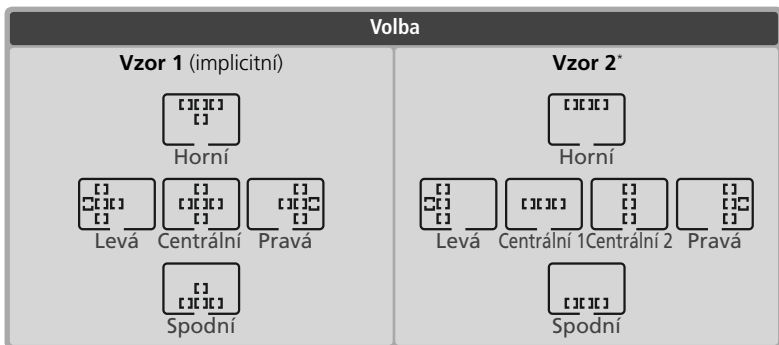 Volba
Vzor 1 (implicitní)
Horní
Levá Centrální Pravá
Spodní
Vzor 2*
Horní
Levá Centrální 1 Centrální 2 Pravá
Spodní